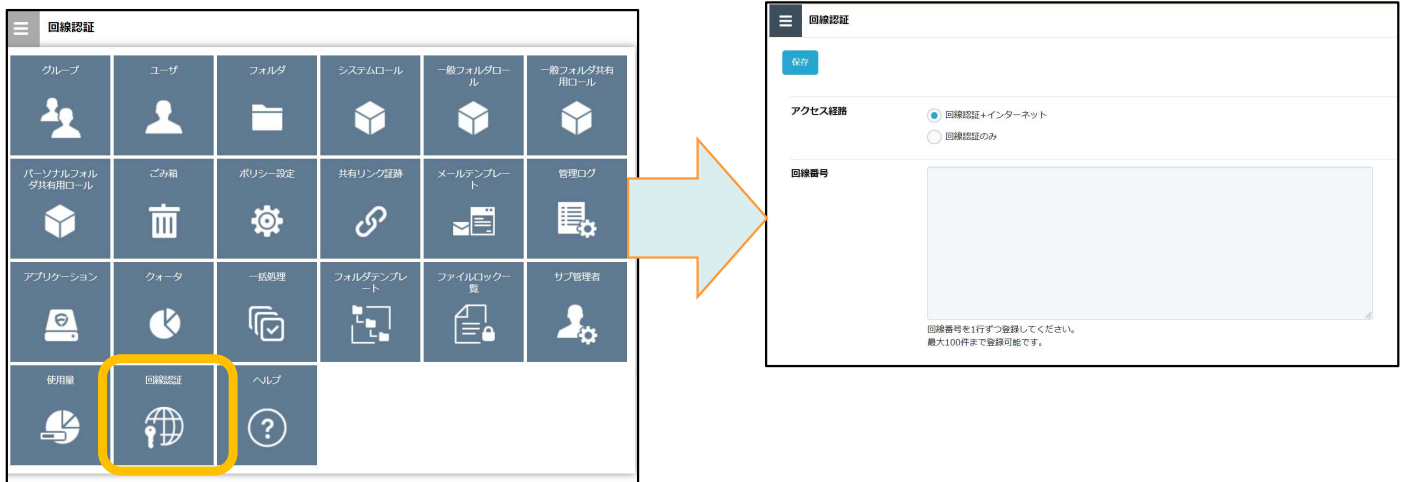 回線認証
グループ
ユーザ
フォルダ
システムロール
一般フォルダロー
ル
一般フォルダ共有
用ロール
パーソナルフォル
ダ共有用ロール
ごみ箱
ポリシー設定
共有リンク証跡
メールテンプレー
ト
管理ログ
アプリケーション
クォータ
一括処理
フォルダテンプレ
ート
ファイルロック一
覧
サブ管理者
使用量
回線認証
ヘルプ
回線認証
保存
アクセス経路
回線認証+インターネット
回線認証のみ
回線番号
回線番号を1行ずつ登録してください。
最大100件まで登録可能です。